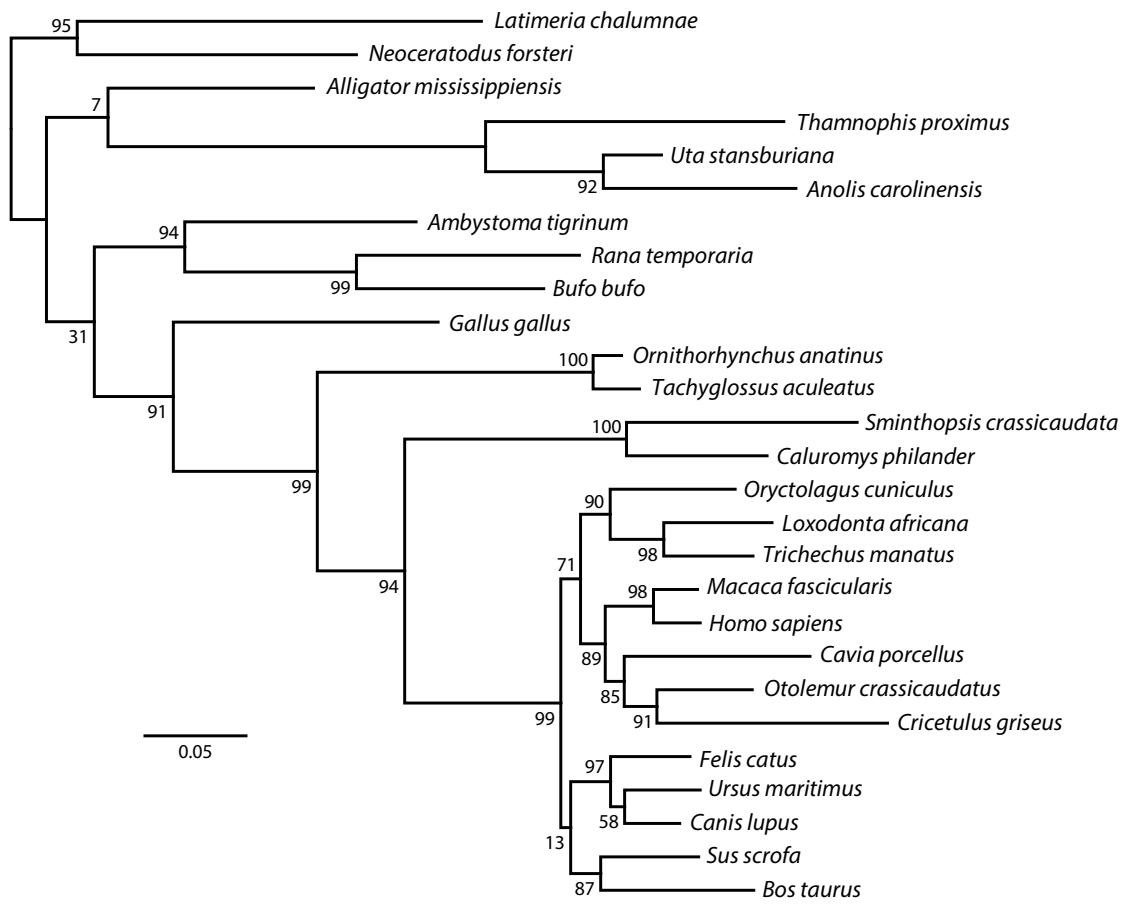 95
Latimeria chalumnae
Neoceratodus forsteri
7
Alligator mississippiensis
Thamnophis proximus
Uta stansburiana
92
Anolis carolinensis
94
Ambystoma tigrinum
Rana temporaria
99
Bufo bufo
31
Gallus gallus
100
Ornithorhynchus anatinus
Tachyglossus aculeatus
91
100
Sminthopsis crassicaudata
Caluromys philander
99
90
Oryctolagus cuniculus
Loxodonta africana
98
Trichechus manatus
71
94
98
Macaca fascicularis
Homo sapiens
89
Cavia porcellus
85
Otolemur crassicaudatus
91
Cricetulus griseus
99
0.05
97
Felis catus
Ursus maritimus
58
Canis lupus
13
Sus scrofa
87
Bos taurus